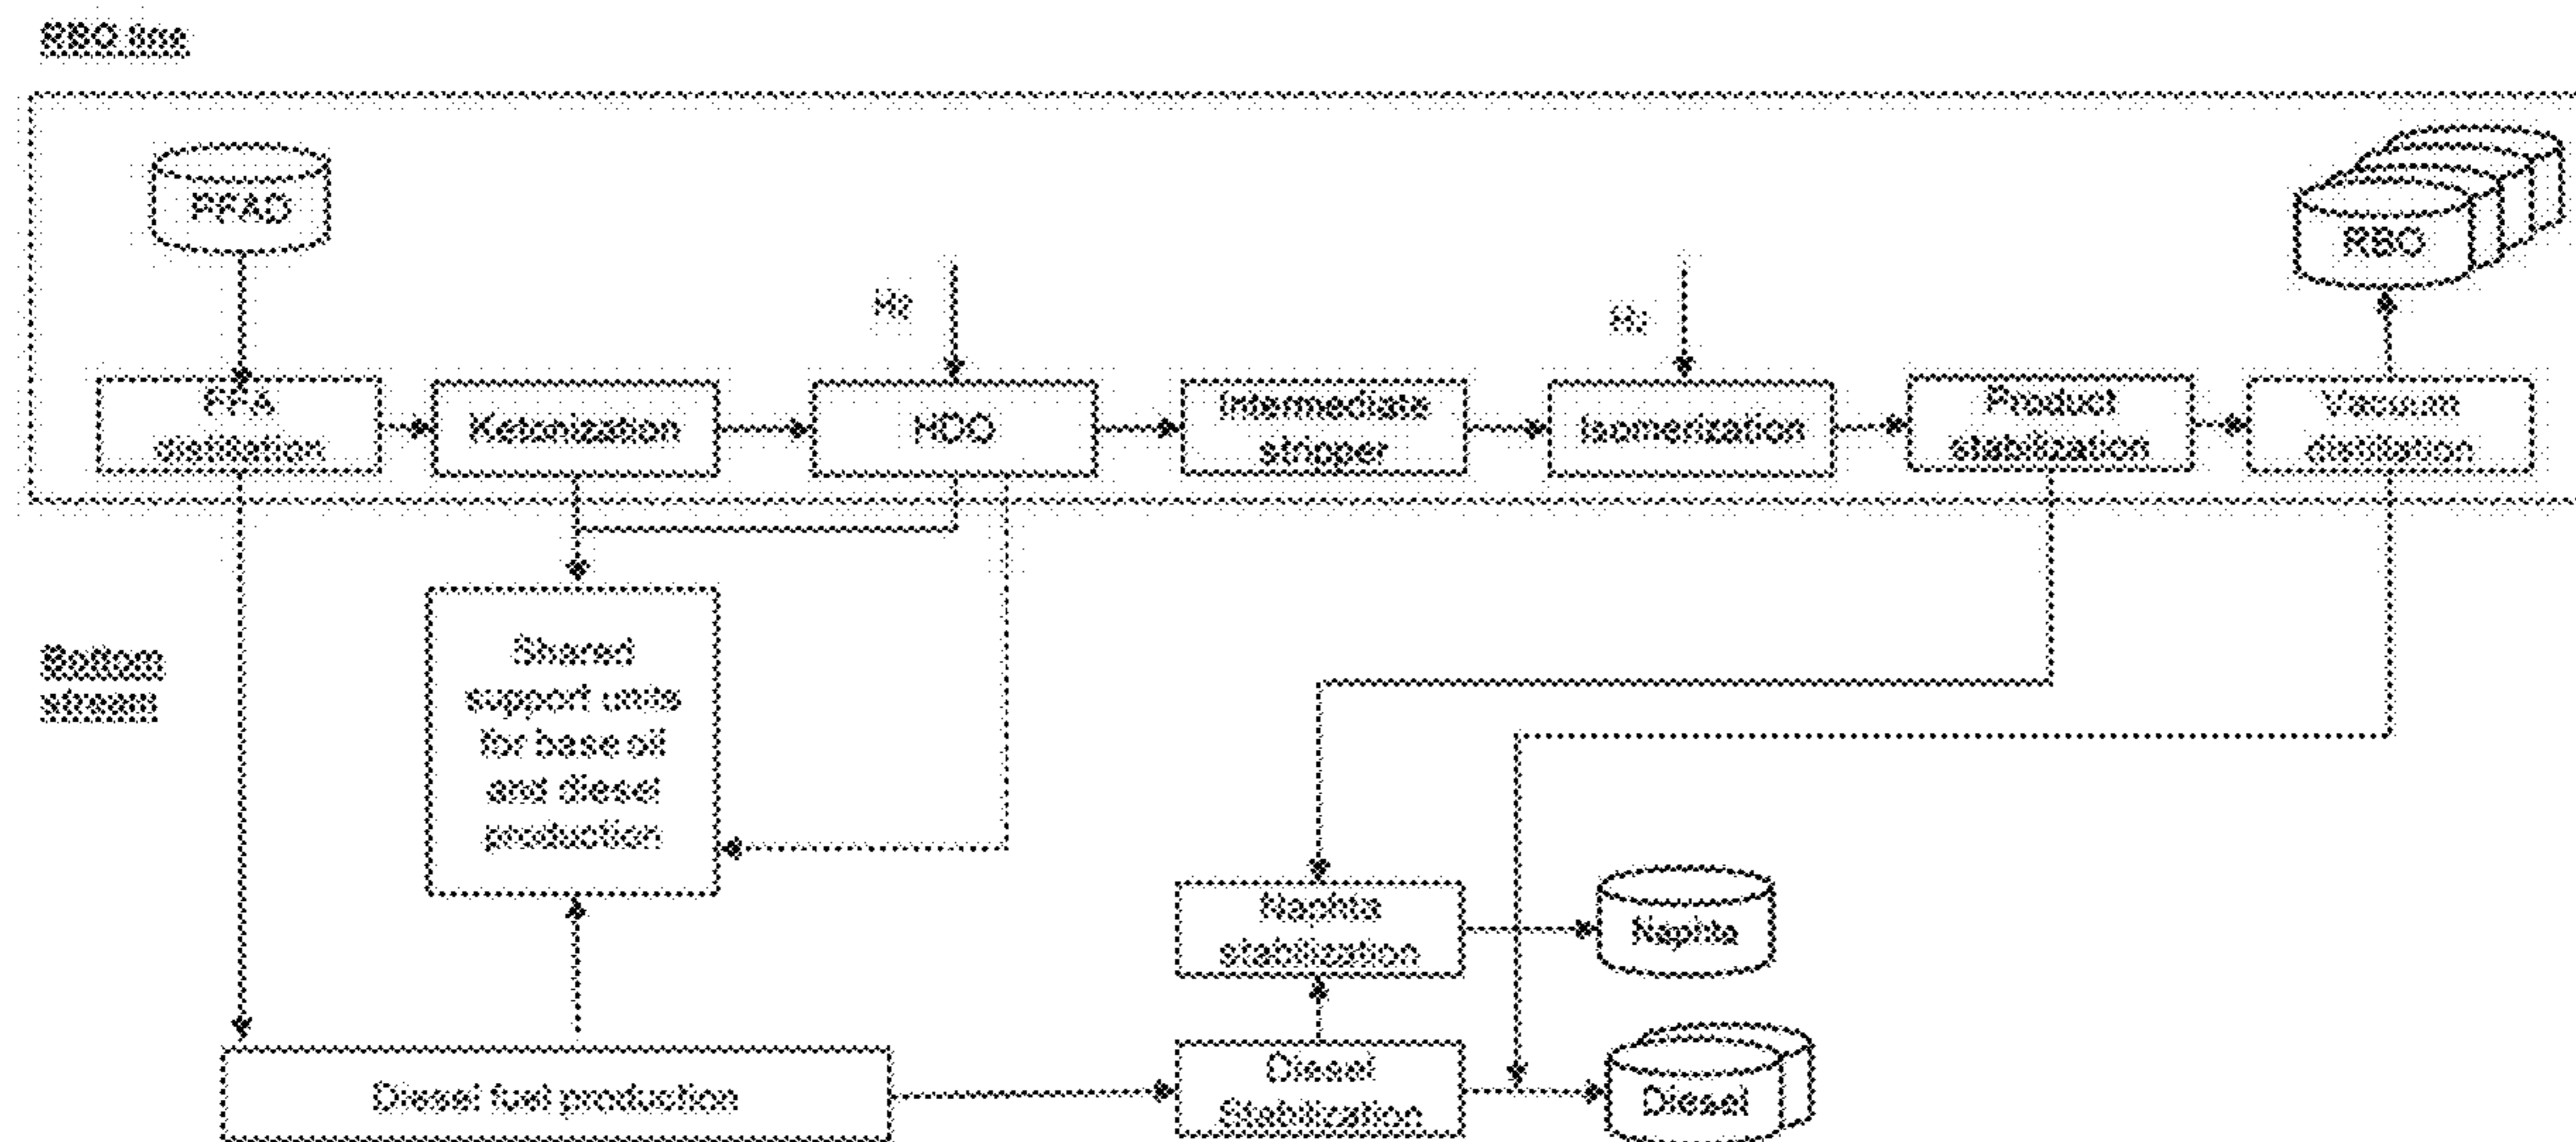 RBO line
PFAD
RBO
H2
H2
FFA
distillation
Ketonization
HDO
Intermediate
stripper
Isomerization
Product
stabilization
Vacuum
distillation
Bottom
stream
Shared
support units
for base oil
and diesel
production
Naphta
stabilization
Naphta
Diesel fuel production
Diesel
Stabilization
Diesel